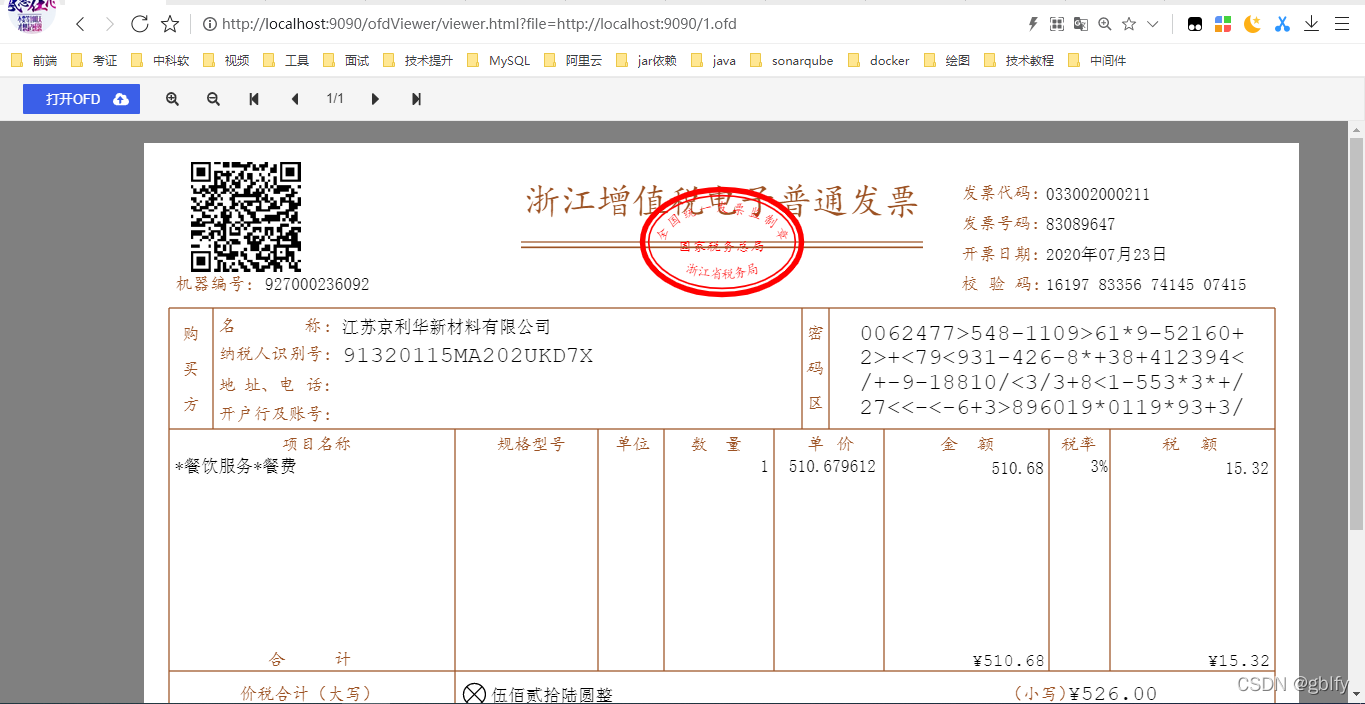 http://localhost:9090/ofdViewer/viewer.html?file=http://localhost:9090/1.ofd
前端 考证 中科软 视频 工具 面试 技术提升 MySQL 阿里云 jar依赖 java sonarqube docker 绘图 技术教程 中间件
打开OFD 1/1
浙江增值税电子普通发票
全国统一发票监制章
国家税务总局
浙江省税务局
发票代码: 033002000211
发票号码: 83089647
开票日期: 2020年07月23日
校 验 码: 16197 83356 74145 07415
机器编号: 927000236092
购买方
名 称: 江苏京利华新材料有限公司
纳税人识别号: 91320115MA202UKD7X
地 址、电 话:
开户行及账号:
密码区
0062477>548-1109>61*9-52160+
2>+<79<931-426-8*+38+412394<
/+-9-18810/<3/3+8<1-553*3*+/
27<<-<-6+3>896019*0119*93+3/
项目名称 规格型号 单位 数 量 单 价 金 额 税率 税 额
*餐饮服务*餐费 1 510.679612 510.68 3% 15.32
合 计 ¥510.68 ¥15.32
价税合计（大写） 伍佰贰拾陆圆整 （小写）¥526.00
CSDN @gblfy